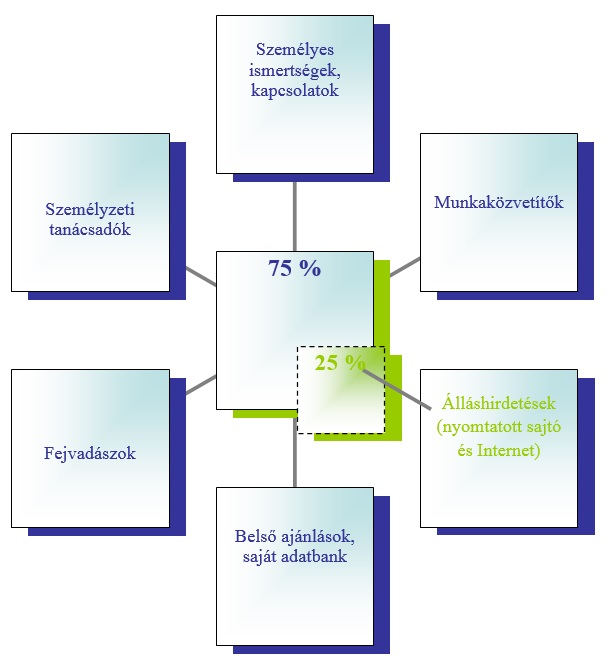 Személyes
ismertségek,
kapcsolatok
Személyzeti
tanácsadók
Munkaközvetítők
75 %
25 %
Fejvadászok
Álláshirdetések
(nyomtatott sajtó
és Internet)
Belső ajánlások,
saját adatbank